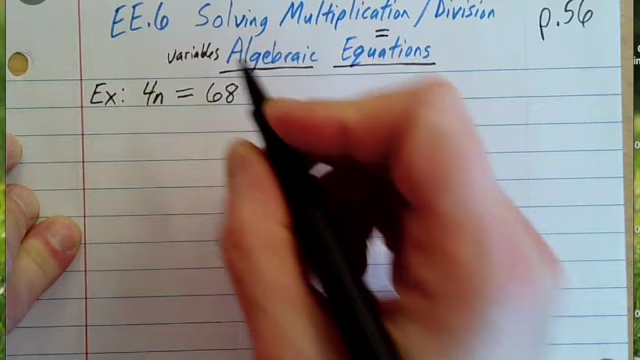 EE.6 Solving Multiplication/Division p.56
=
variables Algebraic Equations
Ex: 4n = 68